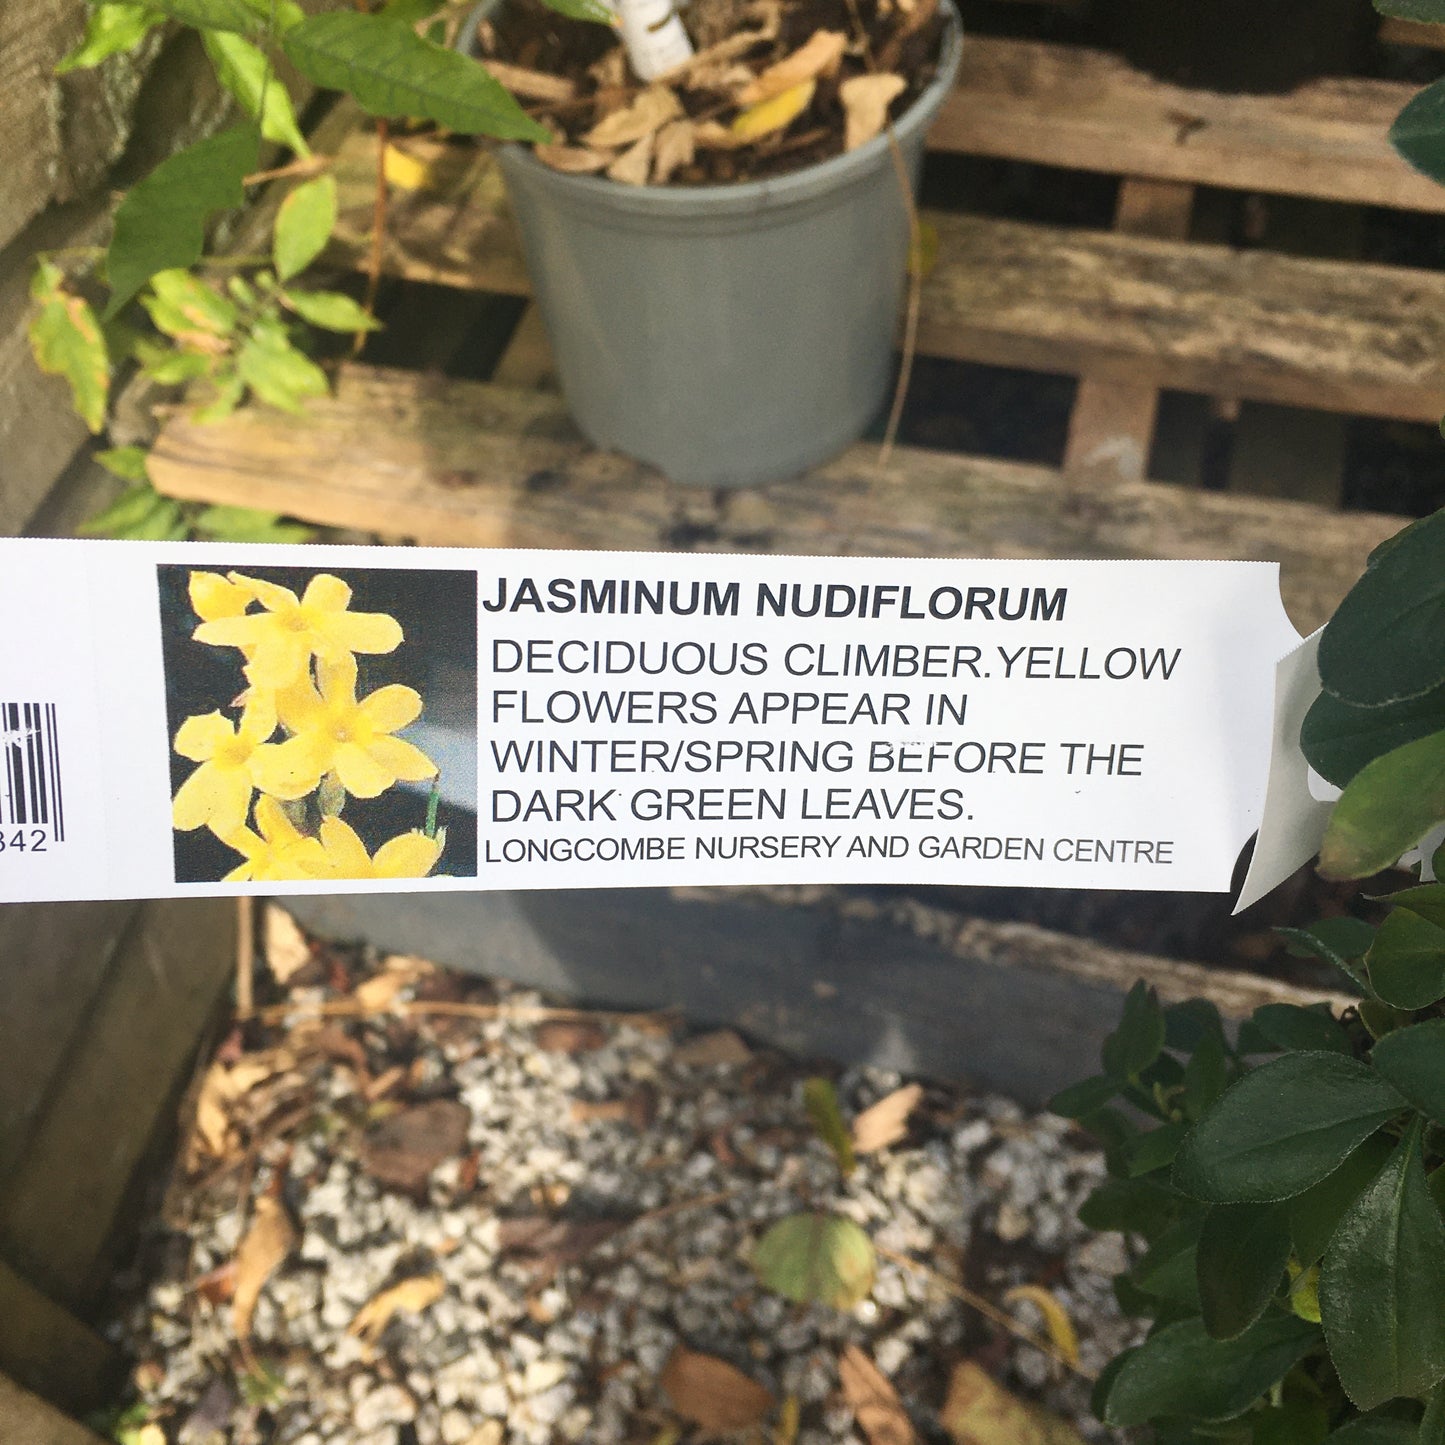 JASMINUM NUDIFLORUM
DECIDUOUS CLIMBER.YELLOW
FLOWERS APPEAR IN
WINTER/SPRING BEFORE THE
DARK GREEN LEAVES.
LONGCOMBE NURSERY AND GARDEN CENTRE
342